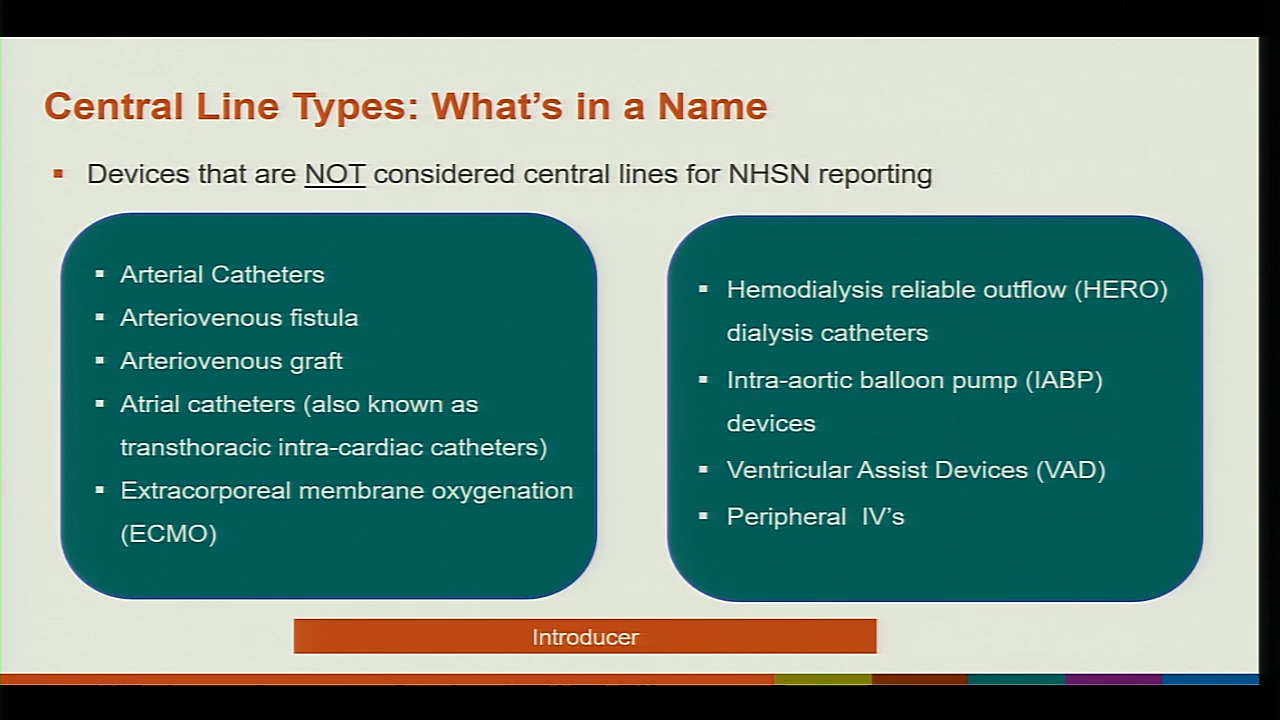 Central Line Types: What's in a Name
▪ Devices that are NOT considered central lines for NHSN reporting
▪ Arterial Catheters
▪ Arteriovenous fistula
▪ Arteriovenous graft
▪ Atrial catheters (also known as
transthoracic intra-cardiac catheters)
▪ Extracorporeal membrane oxygenation
(ECMO)
▪ Hemodialysis reliable outflow (HERO)
dialysis catheters
▪ Intra-aortic balloon pump (IABP)
devices
▪ Ventricular Assist Devices (VAD)
▪ Peripheral  IV's
Introducer